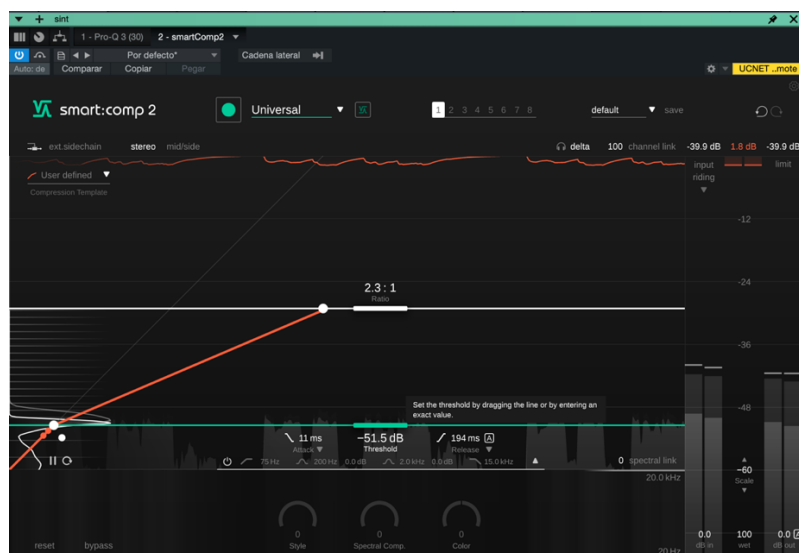 sint
1 - Pro-Q 3 (30) 2 - smartComp2
Por defecto* Cadena lateral
Auto: de Comparar Copiar Pegar UCNET ..mote
smart:comp 2 Universal 1 2 3 4 5 6 7 8 default save
ext.sidechain stereo mid/side delta 100 channel link -39.9 dB 1.8 dB -39.9 dB
User defined input riding limit
Compression Template
-12
2.3 : 1 -24
Ratio
-36
Set the threshold by dragging the line or by entering an
exact value.
-48
11 ms −51.5 dB 194 ms A
Attack Threshold Release
75 Hz 200 Hz 0.0 dB 2.0 kHz 0.0 dB 15.0 kHz 0 spectral link −60
20.0 kHz Scale
0 0 0 0.0 100 0.0
reset bypass Style Spectral Comp. Color 20 Hz dB in wet dB out